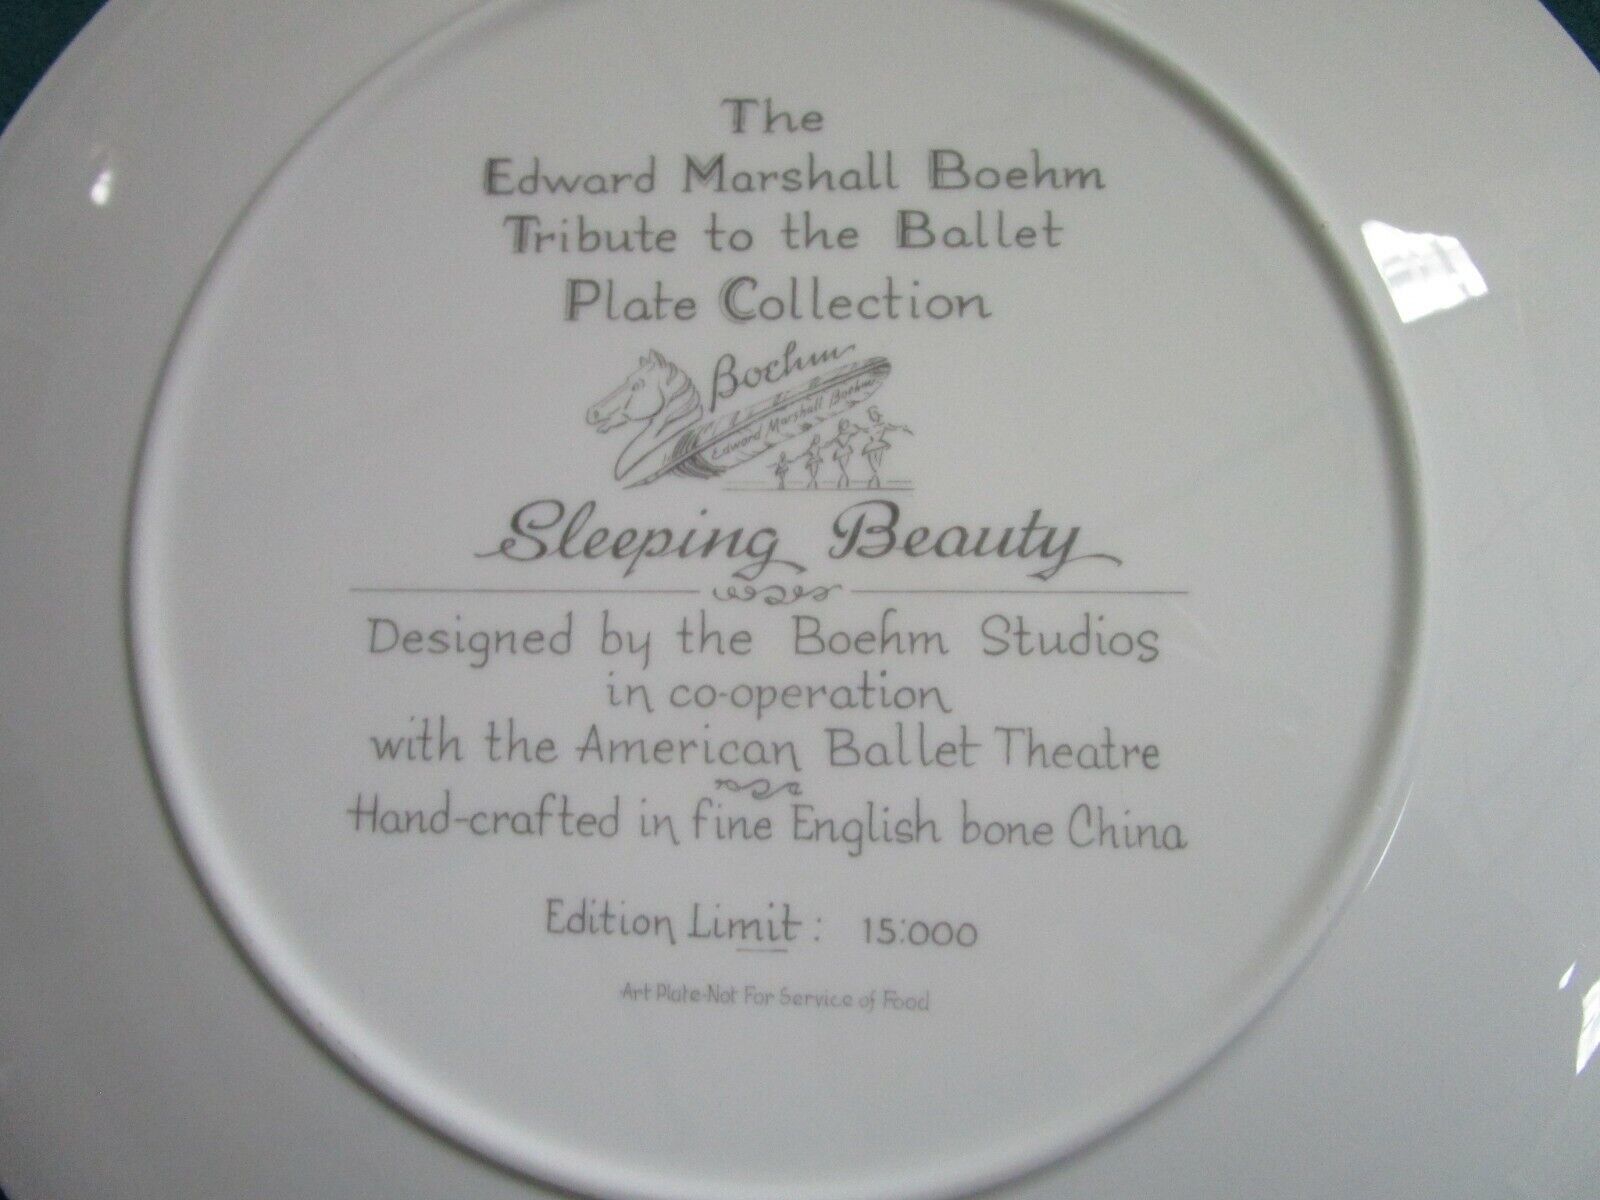 The
Edward Marshall Boehm
Tribute to the Ballet
Plate Collection
Boehm
Edward Marshall Boehm
Sleeping Beauty
Designed by the Boehm Studios
in co-operation
with the American Ballet Theatre
Hand-crafted in fine English bone China
Edition Limit: 15:000
Art Plate-Not For Service of Food